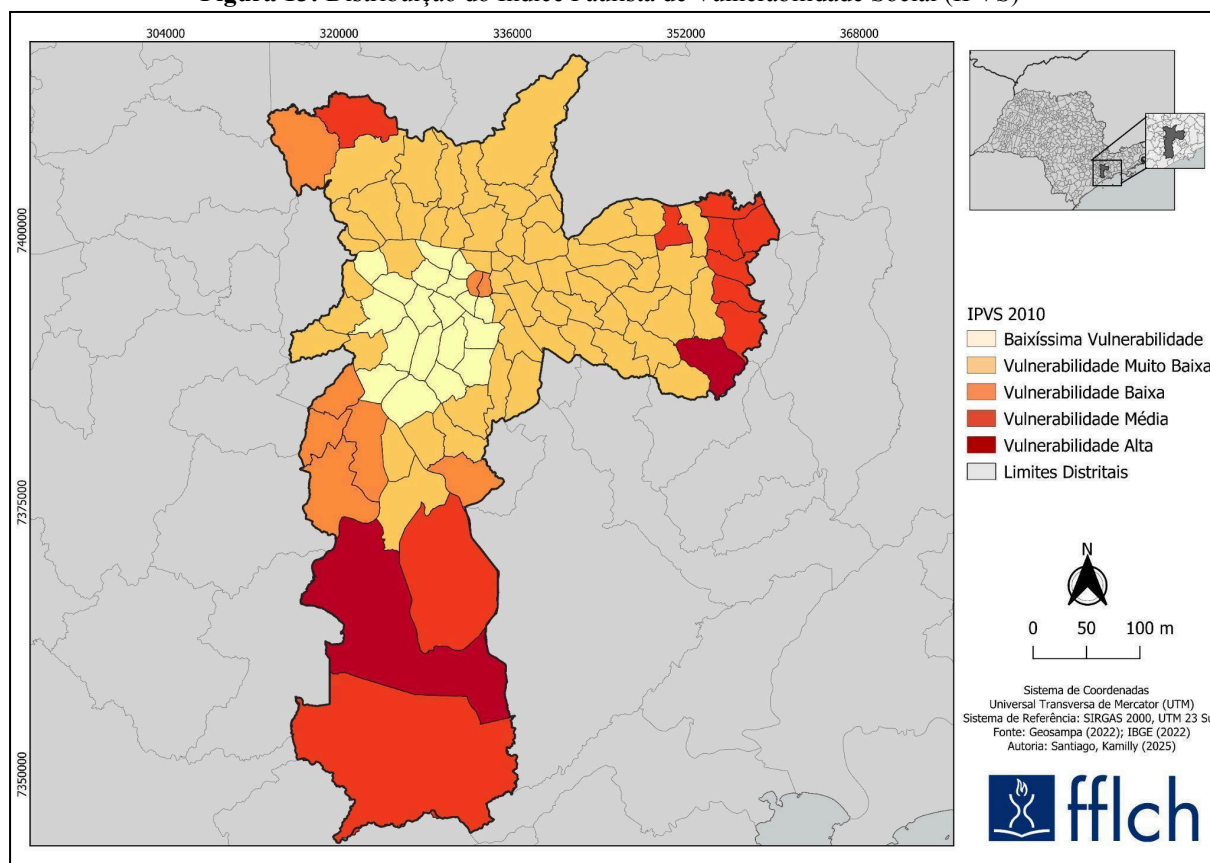 Figura 13: Distribuição do Índice Paulista de Vulnerabilidade Social (IPVS)
304000 320000 336000 352000 368000
7400000
7375000
7350000
IPVS 2010
Baixíssima Vulnerabilidade
Vulnerabilidade Muito Baixa
Vulnerabilidade Baixa
Vulnerabilidade Média
Vulnerabilidade Alta
Limites Distritais
N
0 50 100 m
Sistema de Coordenadas
Universal Transversa de Mercator (UTM)
Sistema de Referência: SIRGAS 2000, UTM 23 Su
Fonte: Geosampa (2022); IBGE (2022)
Autoria: Santiago, Kamilly (2025)
fflch